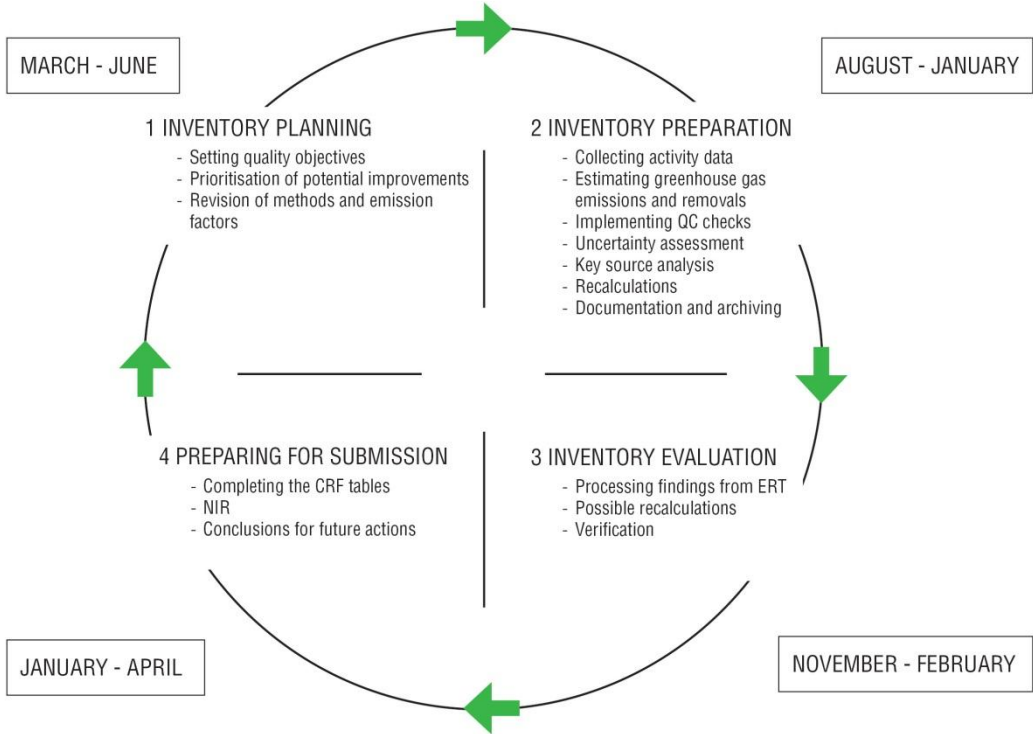 MARCH - JUNE
AUGUST - JANUARY
1 INVENTORY PLANNING
- Setting quality objectives
- Prioritisation of potential improvements
- Revision of methods and emission
factors
2 INVENTORY PREPARATION
- Collecting activity data
- Estimating greenhouse gas
emissions and removals
- Implementing QC checks
- Uncertainty assessment
- Key source analysis
- Recalculations
- Documentation and archiving
4 PREPARING FOR SUBMISSION
- Completing the CRF tables
- NIR
- Conclusions for future actions
3 INVENTORY EVALUATION
- Processing findings from ERT
- Possible recalculations
- Verification
JANUARY - APRIL
NOVEMBER - FEBRUARY